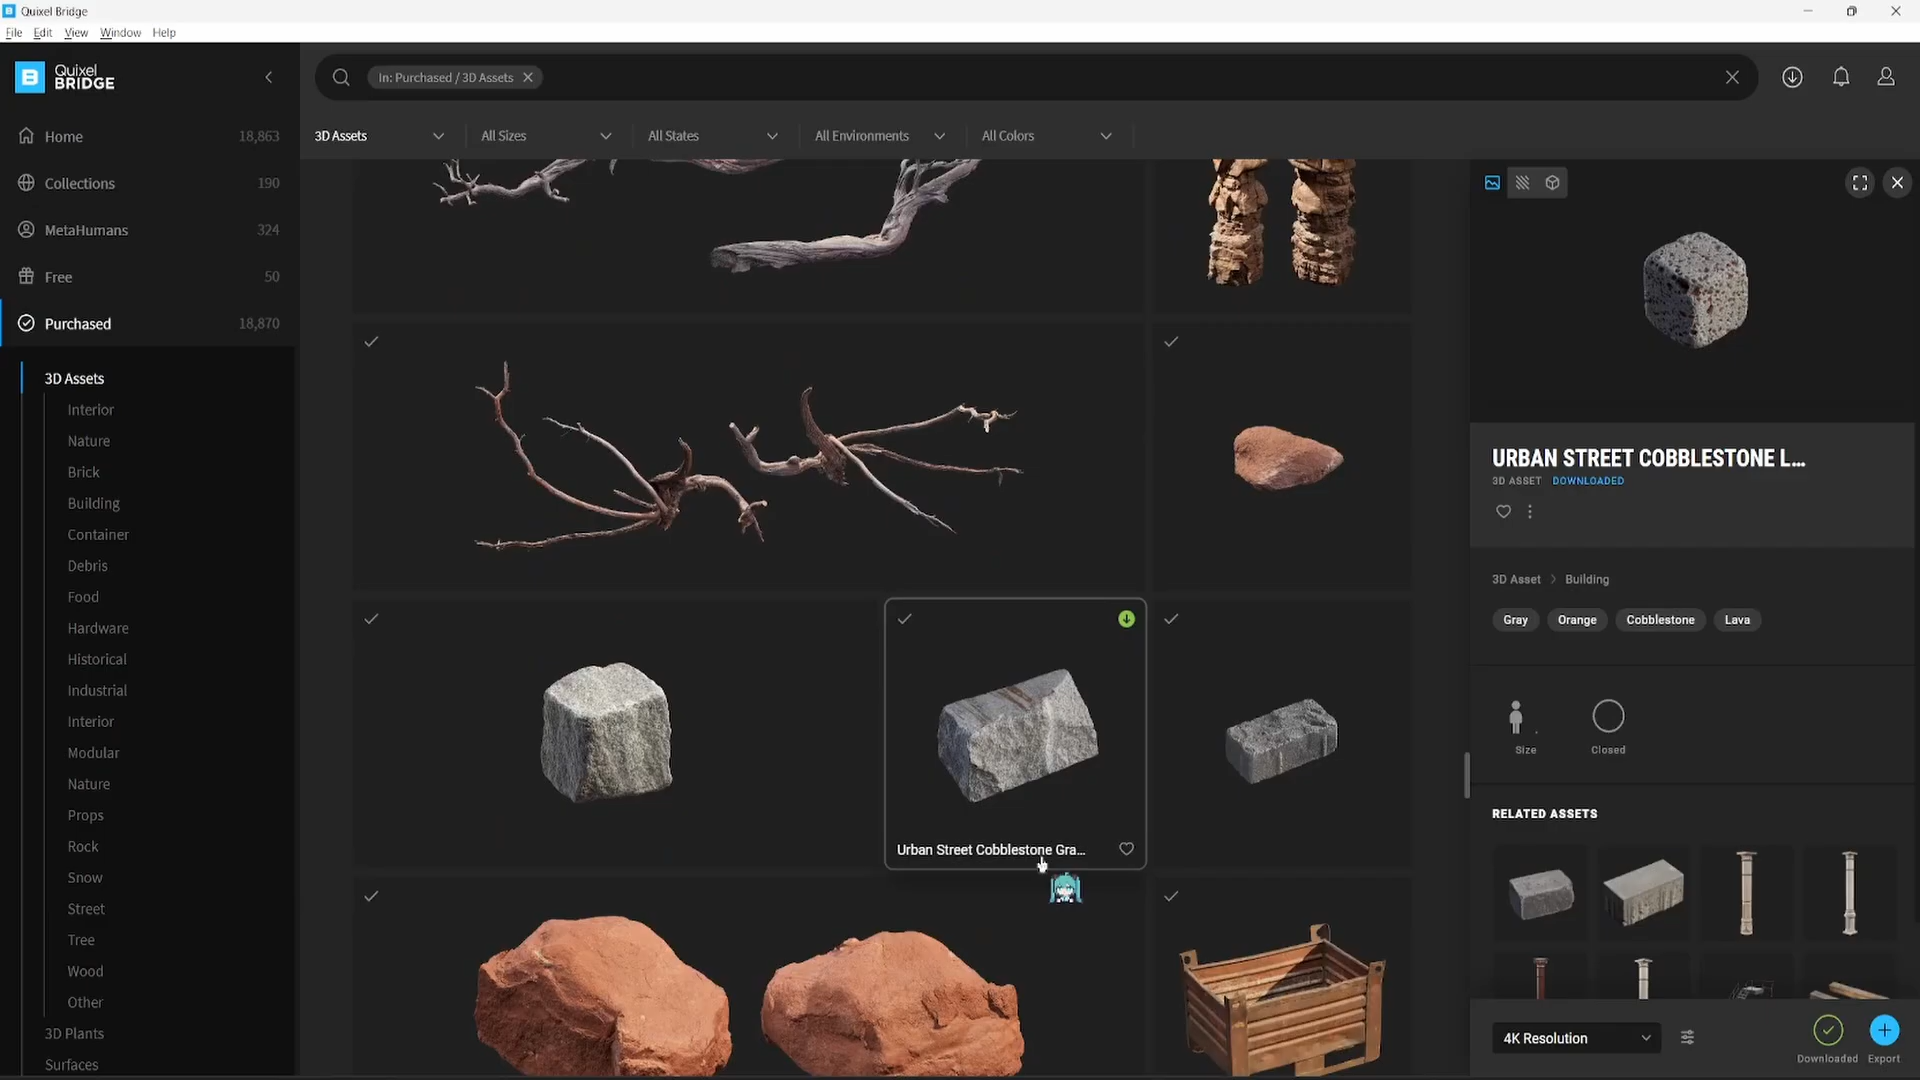 Quixel Bridge
File Edit View Window Help
B Quixel BRIDGE
In: Purchased / 3D Assets
Home 18,863
Collections 190
MetaHumans 324
Free 50
Purchased 18,870
3D Assets
Interior
Nature
Brick
Building
Container
Debris
Food
Hardware
Historical
Industrial
Interior
Modular
Nature
Props
Rock
Snow
Street
Tree
Wood
Other
3D Plants
Surfaces
3D Assets All Sizes All States All Environments All Colors
Urban Street Cobblestone Gra...
URBAN STREET COBBLESTONE L...
3D ASSET DOWNLOADED
3D Asset > Building
Gray Orange Cobblestone Lava
Size Closed
RELATED ASSETS
4K Resolution
Downloaded Export